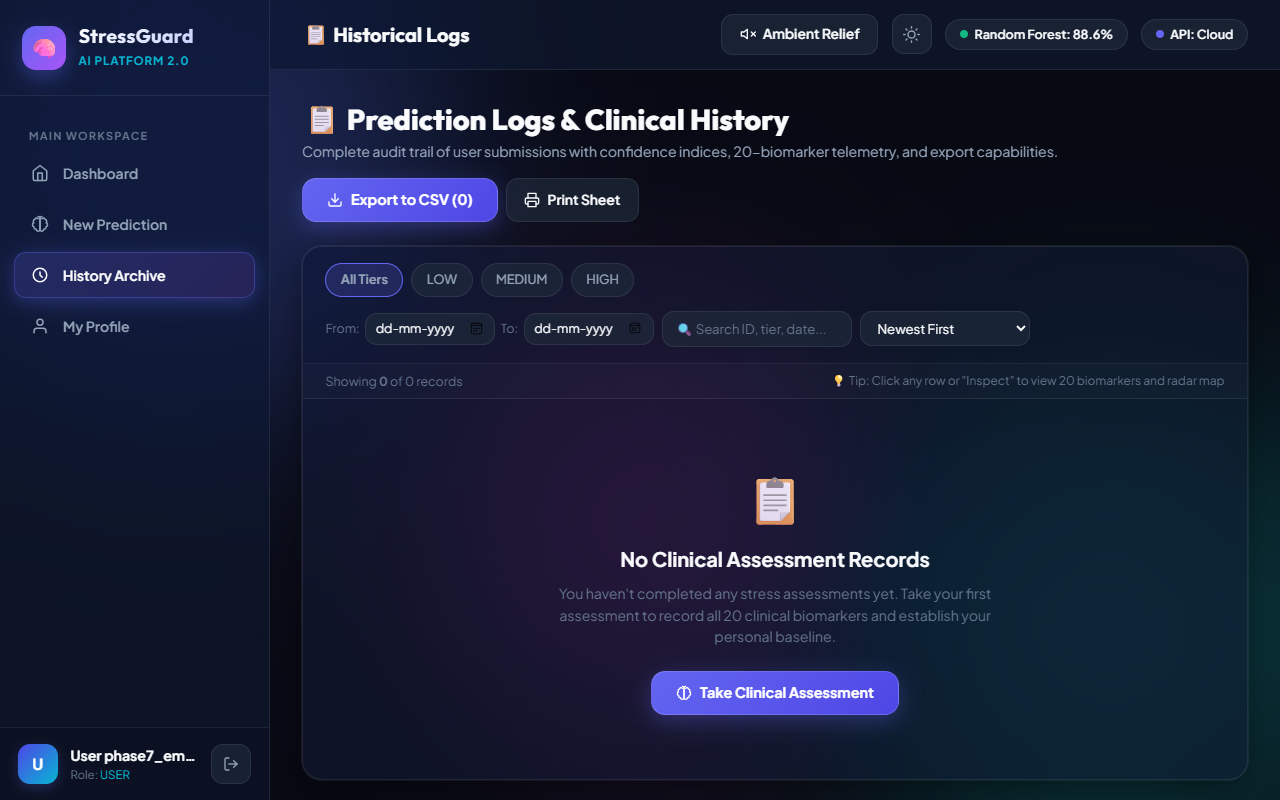 StressGuard
AI PLATFORM 2.0
MAIN WORKSPACE
Dashboard
New Prediction
History Archive
My Profile
User phase7_em...
Role: USER
U
Historical Logs
Ambient Relief
Random Forest: 88.6%
API: Cloud
Prediction Logs & Clinical History
Complete audit trail of user submissions with confidence indices, 20-biomarker telemetry, and export capabilities.
Export to CSV (0)
Print Sheet
All Tiers
LOW
MEDIUM
HIGH
From: dd-mm-yyyy To: dd-mm-yyyy Search ID, tier, date... Newest First
Showing 0 of 0 records
Tip: Click any row or "Inspect" to view 20 biomarkers and radar map
No Clinical Assessment Records
You haven't completed any stress assessments yet. Take your first
assessment to record all 20 clinical biomarkers and establish your
personal baseline.
Take Clinical Assessment